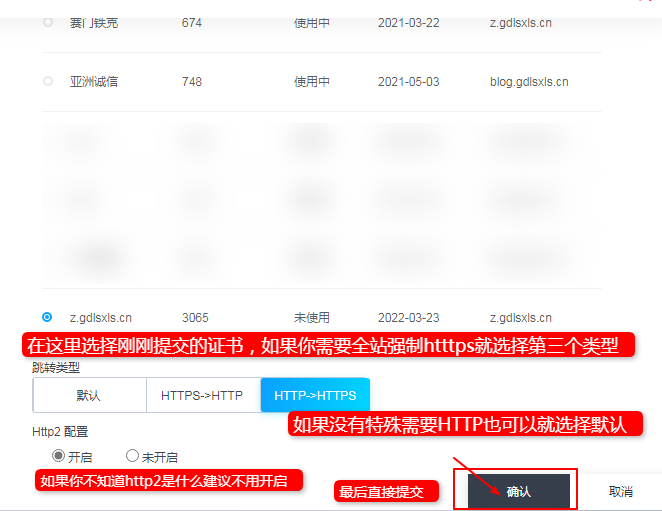 赛门铁克 674 使用中 2021-03-22 z.gdlsxls.cn
亚洲诚信 748 使用中 2021-05-03 blog.gdlsxls.cn
z.gdlsxls.cn 3065 未使用 2022-03-23 z.gdlsxls.cn
在这里选择刚刚提交的证书，如果你需要全站强制htttps就选择第三个类型
跳转类型
默认 HTTPS->HTTP HTTP->HTTPS
如果没有特殊需要HTTP也可以就选择默认
Http2 配置
开启 未开启
如果你不知道http2是什么建议不用开启
最后直接提交 确认 取消